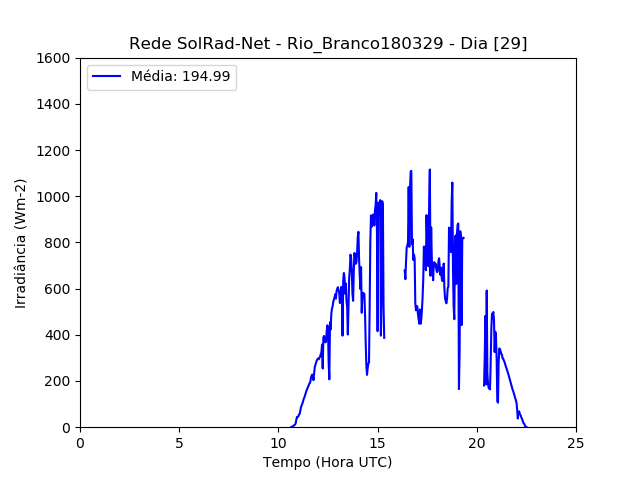 Rede SolRad-Net - Rio_Branco180329 - Dia [29]
Média: 194.99
Irradiância (Wm-2)
1600
1400
1200
1000
800
600
400
200
0
0 5 10 15 20 25
Tempo (Hora UTC)